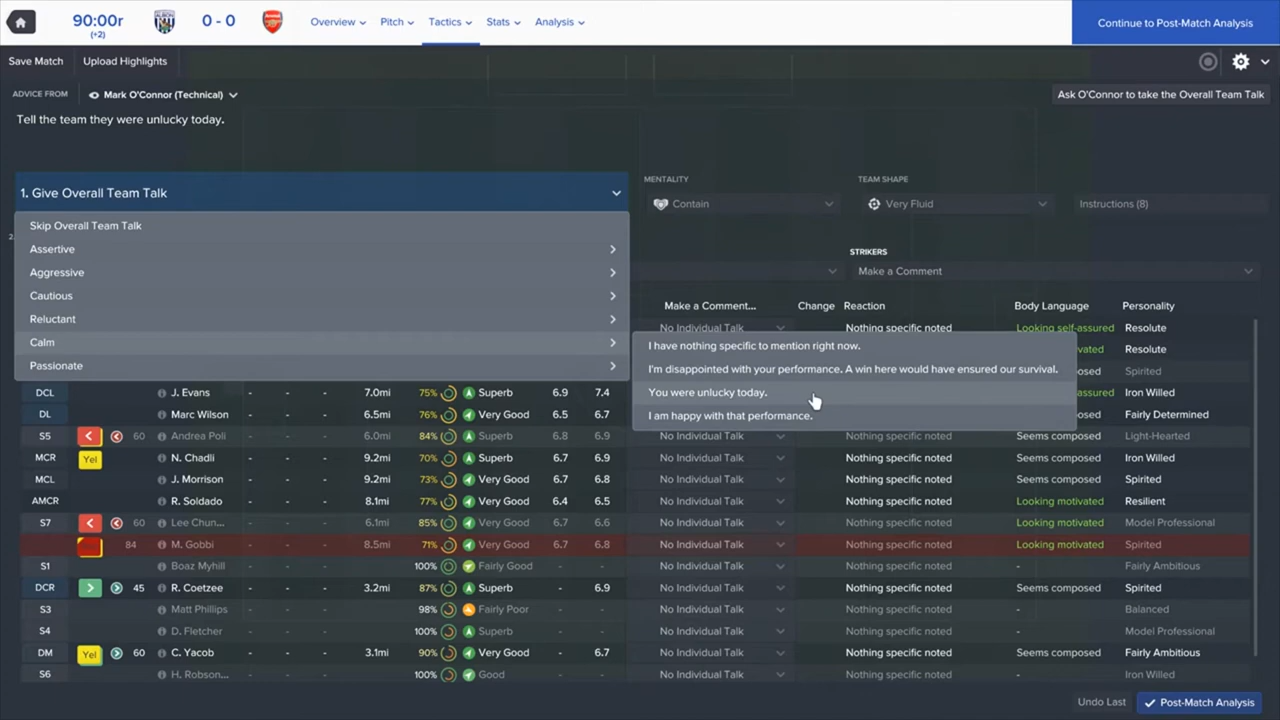 90:00r
(+2)
ALBION
0 - 0
Overview
Pitch
Tactics
Stats
Analysis
Continue to Post-Match Analysis
Save Match
Upload Highlights
ADVICE FROM
Mark O'Connor (Technical)
Ask O'Connor to take the Overall Team Talk
Tell the team they were unlucky today.
1. Give Overall Team Talk
MENTALITY
TEAM SHAPE
Contain
Very Fluid
Instructions (8)
Skip Overall Team Talk
Assertive
Aggressive
Cautious
Reluctant
Calm
Passionate
STRIKERS
Make a Comment
Make a Comment... Change Reaction Body Language Personality
No Individual Talk Nothing specific noted Looking self-assured Resolute
I have nothing specific to mention right now.
vated Resolute
I'm disappointed with your performance. A win here would have ensured our survival.
osed Spirited
You were unlucky today.
assured Iron Willed
I am happy with that performance.
osed Fairly Determined
DCL J. Evans - - - 7.0mi 75% Superb 6.9 7.4
DL Marc Wilson - - - 6.5mi 76% Very Good 6.5 6.7
S5 60 Andrea Poli - - - 6.0mi 84% Superb 6.8 6.9 No Individual Talk Nothing specific noted Seems composed Light-Hearted
MCR Yel N. Chadli - - - 9.2mi 70% Superb 6.7 6.9 No Individual Talk Nothing specific noted Seems composed Iron Willed
MCL J. Morrison - - - 9.2mi 73% Very Good 6.7 6.8 No Individual Talk Nothing specific noted Seems composed Spirited
AMCR R. Soldado - - - 8.1mi 77% Very Good 6.4 6.5 No Individual Talk Nothing specific noted Looking motivated Resilient
S7 60 Lee Chun... - - - 6.1mi 85% Very Good 6.7 6.6 No Individual Talk Nothing specific noted Looking motivated Model Professional
84 M. Gobbi - - - 8.5mi 71% Very Good 6.7 6.8 No Individual Talk Nothing specific noted Looking motivated Spirited
S1 Boaz Myhill - - - 100% Fairly Good - - No Individual Talk Nothing specific noted - Fairly Ambitious
DCR 45 R. Coetzee - - - 3.2mi 87% Superb - 6.9 No Individual Talk Nothing specific noted Seems composed Spirited
S3 Matt Phillips - - - 98% Fairly Poor - - No Individual Talk Nothing specific noted - Balanced
S4 D. Fletcher - - - 100% Superb - - No Individual Talk Nothing specific noted - Model Professional
DM Yel 60 C. Yacob - - - 3.1mi 90% Very Good - 6.7 No Individual Talk Nothing specific noted Seems composed Fairly Ambitious
S6 H. Robson... - - - 100% Good - - No Individual Talk Nothing specific noted - Iron Willed
Undo Last
Post-Match Analysis